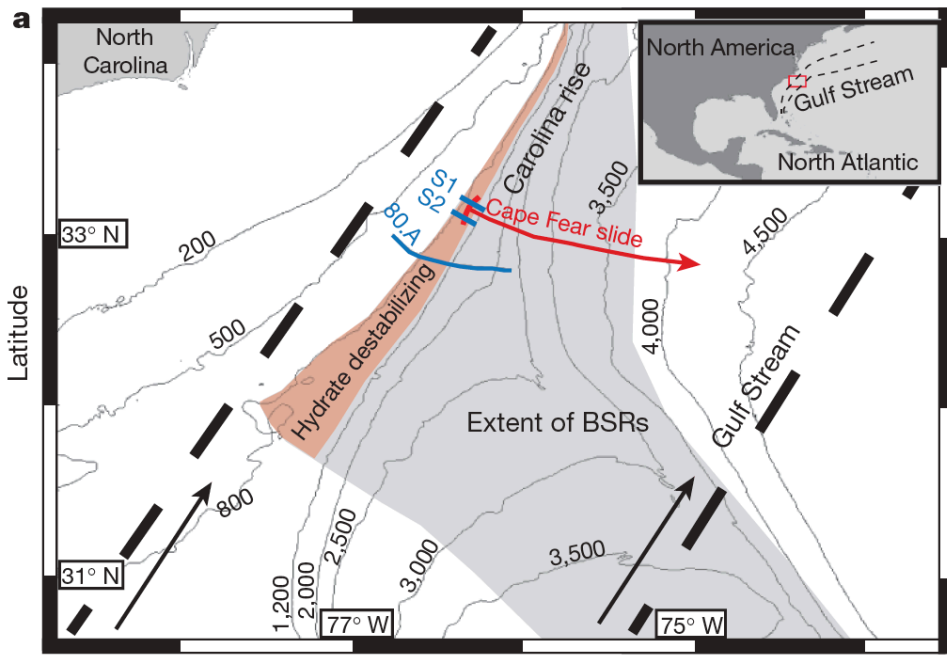 a
North
Carolina
North America
Gulf Stream
North Atlantic
Carolina rise
3,500
S1
S2
80.A
Cape Fear slide
33° N
200
4,500
Latitude
500
Hydrate destabilizing
4,000
Gulf Stream
Extent of BSRs
800
2,500
3,000
3,500
31° N
1,200
2,000
77° W
75° W